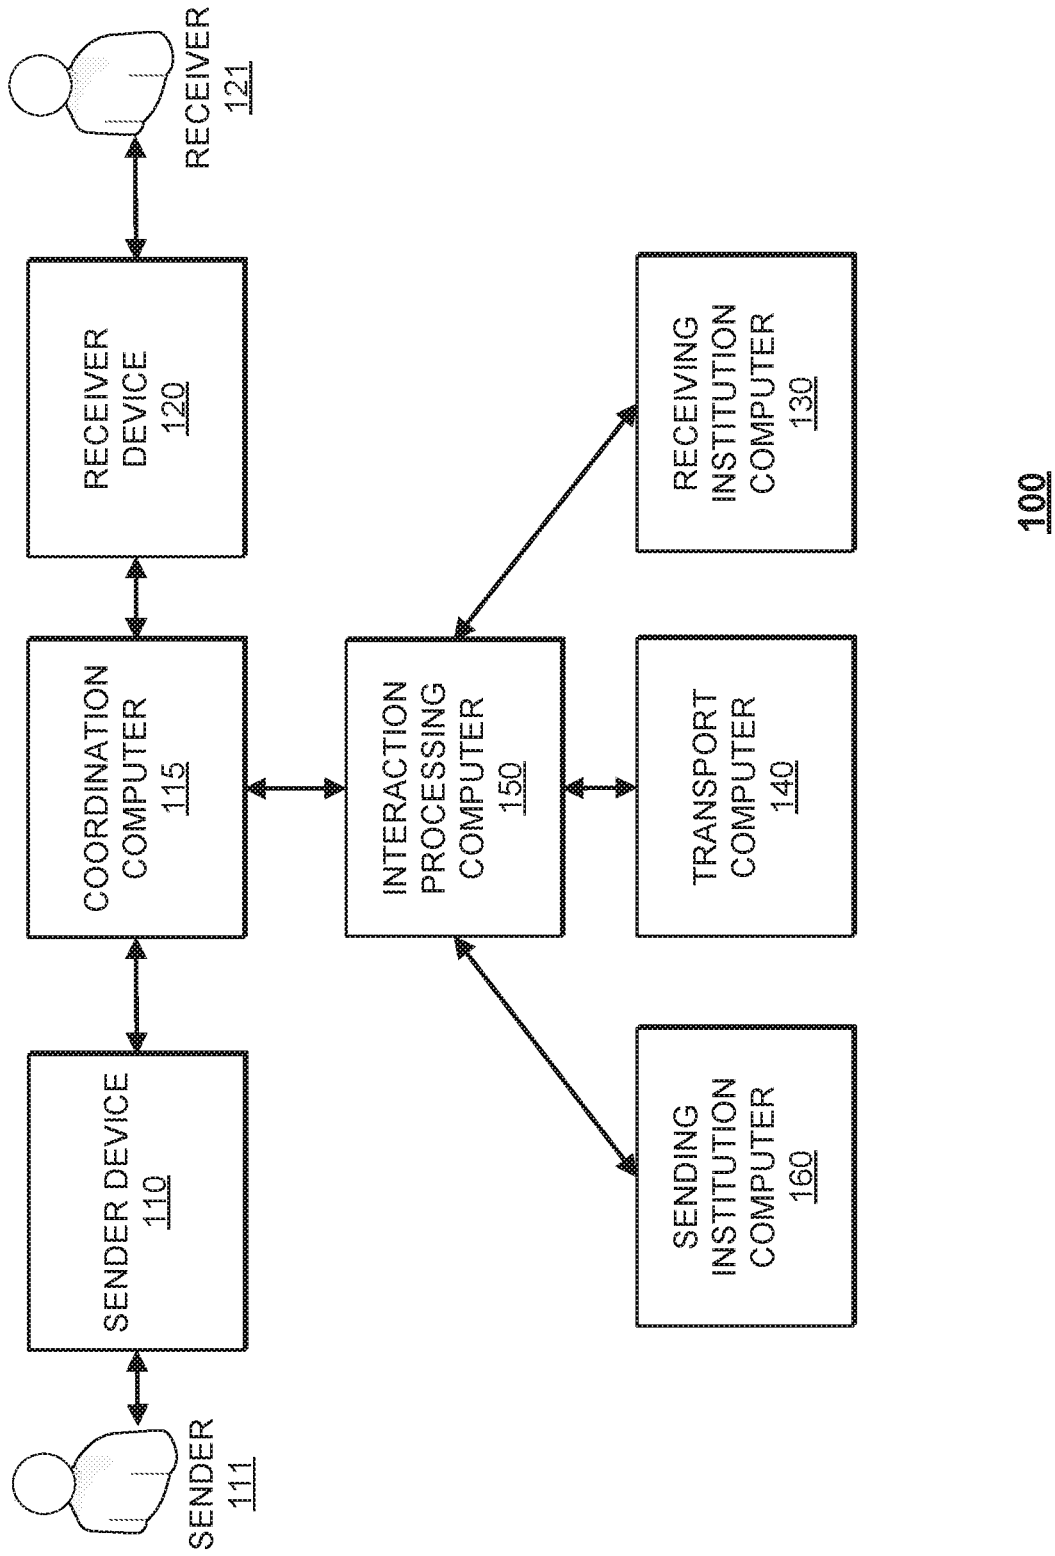 SENDER
111
SENDER DEVICE
110
COORDINATION
COMPUTER
115
RECEIVER
DEVICE
120
RECEIVER
121
INTERACTION
PROCESSING
COMPUTER
150
SENDING
INSTITUTION
COMPUTER
160
TRANSPORT
COMPUTER
140
RECEIVING
INSTITUTION
COMPUTER
130
100